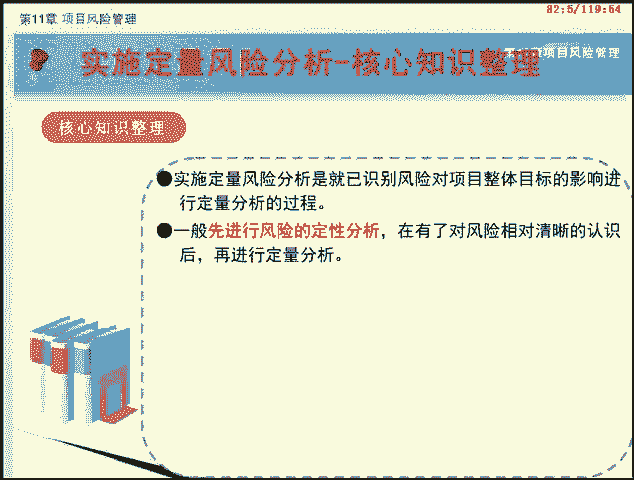 第11章 项目风险管理
82;5/119:64
实施定量风险分析-核心知识整理
项目风险管理
核心知识整理
●实施定量风险分析是就已识别风险对项目整体目标的影响进
行定量分析的过程。
●一般先进行风险的定性分析，在有了对风险相对清晰的认识
后，再进行定量分析。